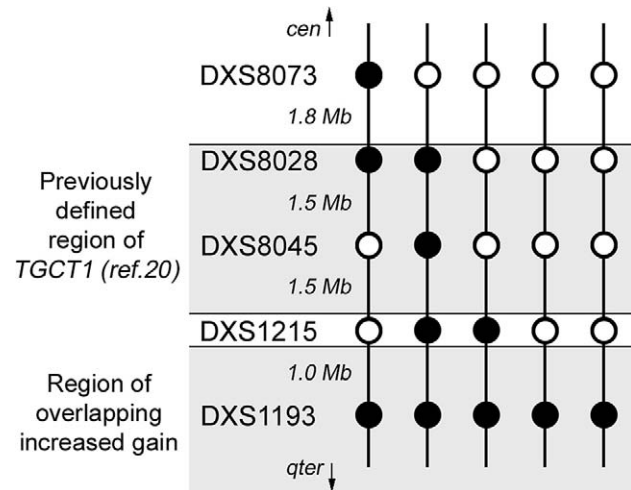 cen
DXS8073
1.8 Mb
DXS8028
1.5 Mb
Previously
defined
region of
TGCT1 (ref.20)
DXS8045
1.5 Mb
DXS1215
1.0 Mb
Region of
overlapping
increased gain
DXS1193
qter